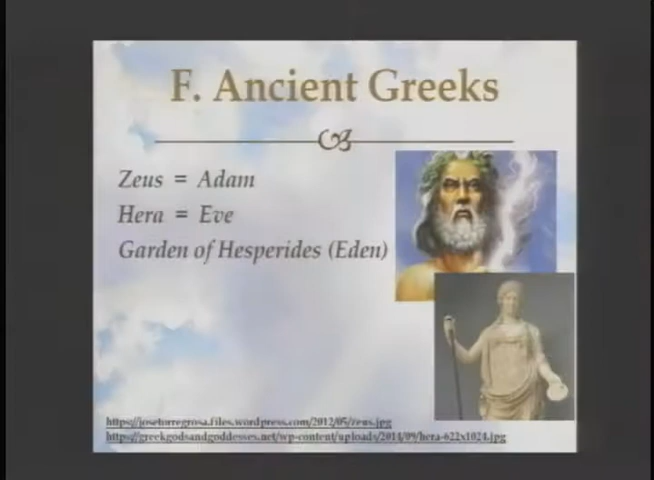 F. Ancient Greeks
Zeus = Adam
Hera = Eve
Garden of Hesperides (Eden)
https://josetorregrosa.files.wordpress.com/2012/05/zeus.jpg
https://greekgodsandgoddesses.net/wp-content/uploads/2014/09/hera-622x1024.jpg